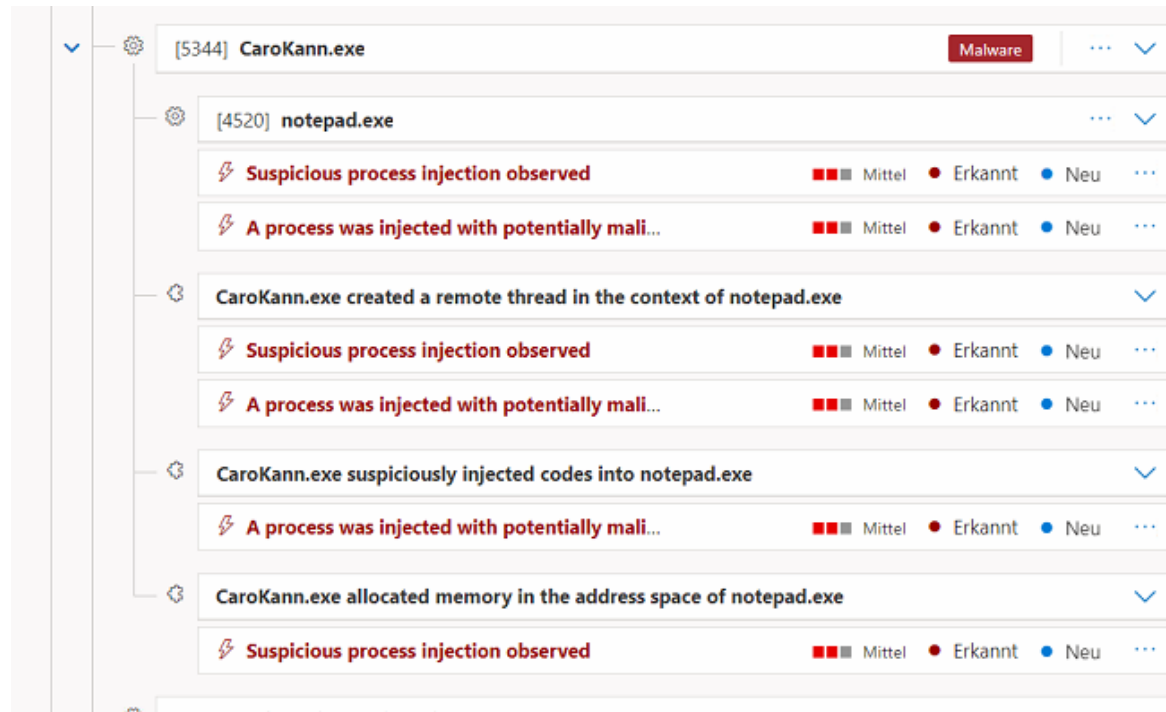 [5344] CaroKann.exe Malware ...
[4520] notepad.exe ...
Suspicious process injection observed Mittel Erkannt Neu ...
A process was injected with potentially mali... Mittel Erkannt Neu ...
CaroKann.exe created a remote thread in the context of notepad.exe
Suspicious process injection observed Mittel Erkannt Neu ...
A process was injected with potentially mali... Mittel Erkannt Neu ...
CaroKann.exe suspiciously injected codes into notepad.exe
A process was injected with potentially mali... Mittel Erkannt Neu ...
CaroKann.exe allocated memory in the address space of notepad.exe
Suspicious process injection observed Mittel Erkannt Neu ...